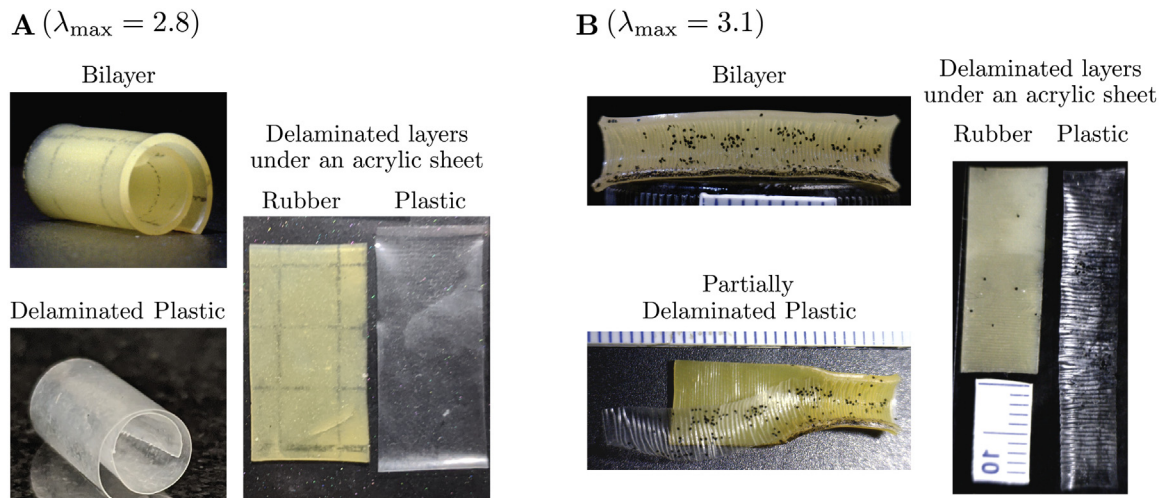 A (λmax = 2.8)
Bilayer
Delaminated Plastic
Delaminated layers
under an acrylic sheet
Rubber Plastic
B (λmax = 3.1)
Bilayer
Partially
Delaminated Plastic
Delaminated layers
under an acrylic sheet
Rubber Plastic
10